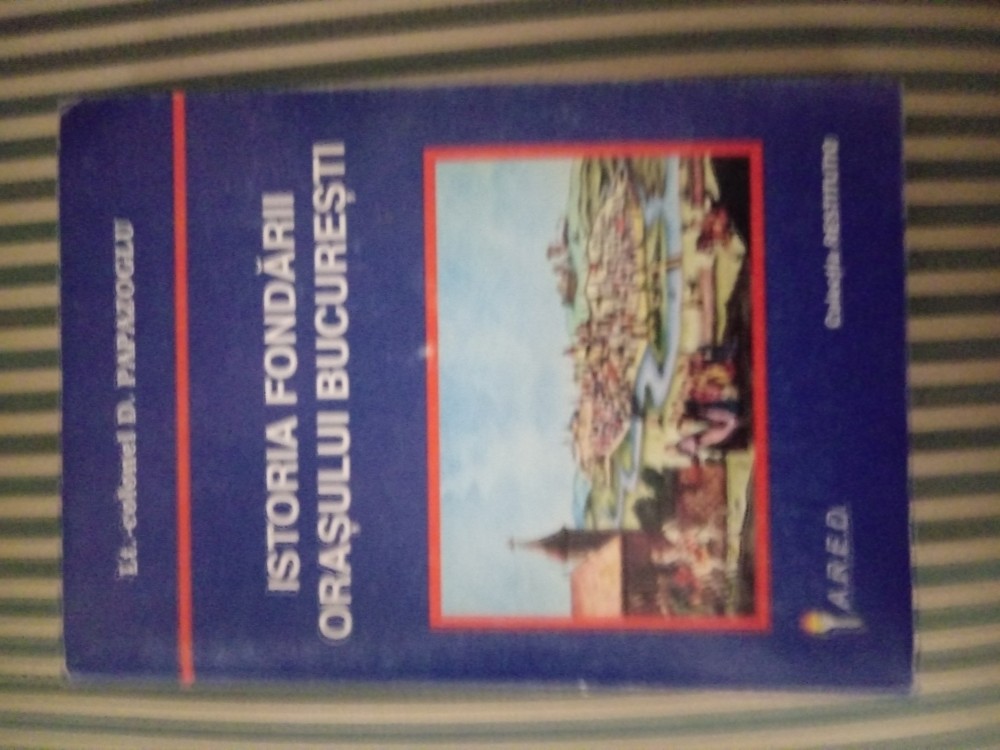 Lt.-colonel D. PAPAZOGLU
ISTORIA FONDĂRII
ORAŞULUI BUCUREŞTI
Colecţia RESTITUTIO
A.R.E.D.